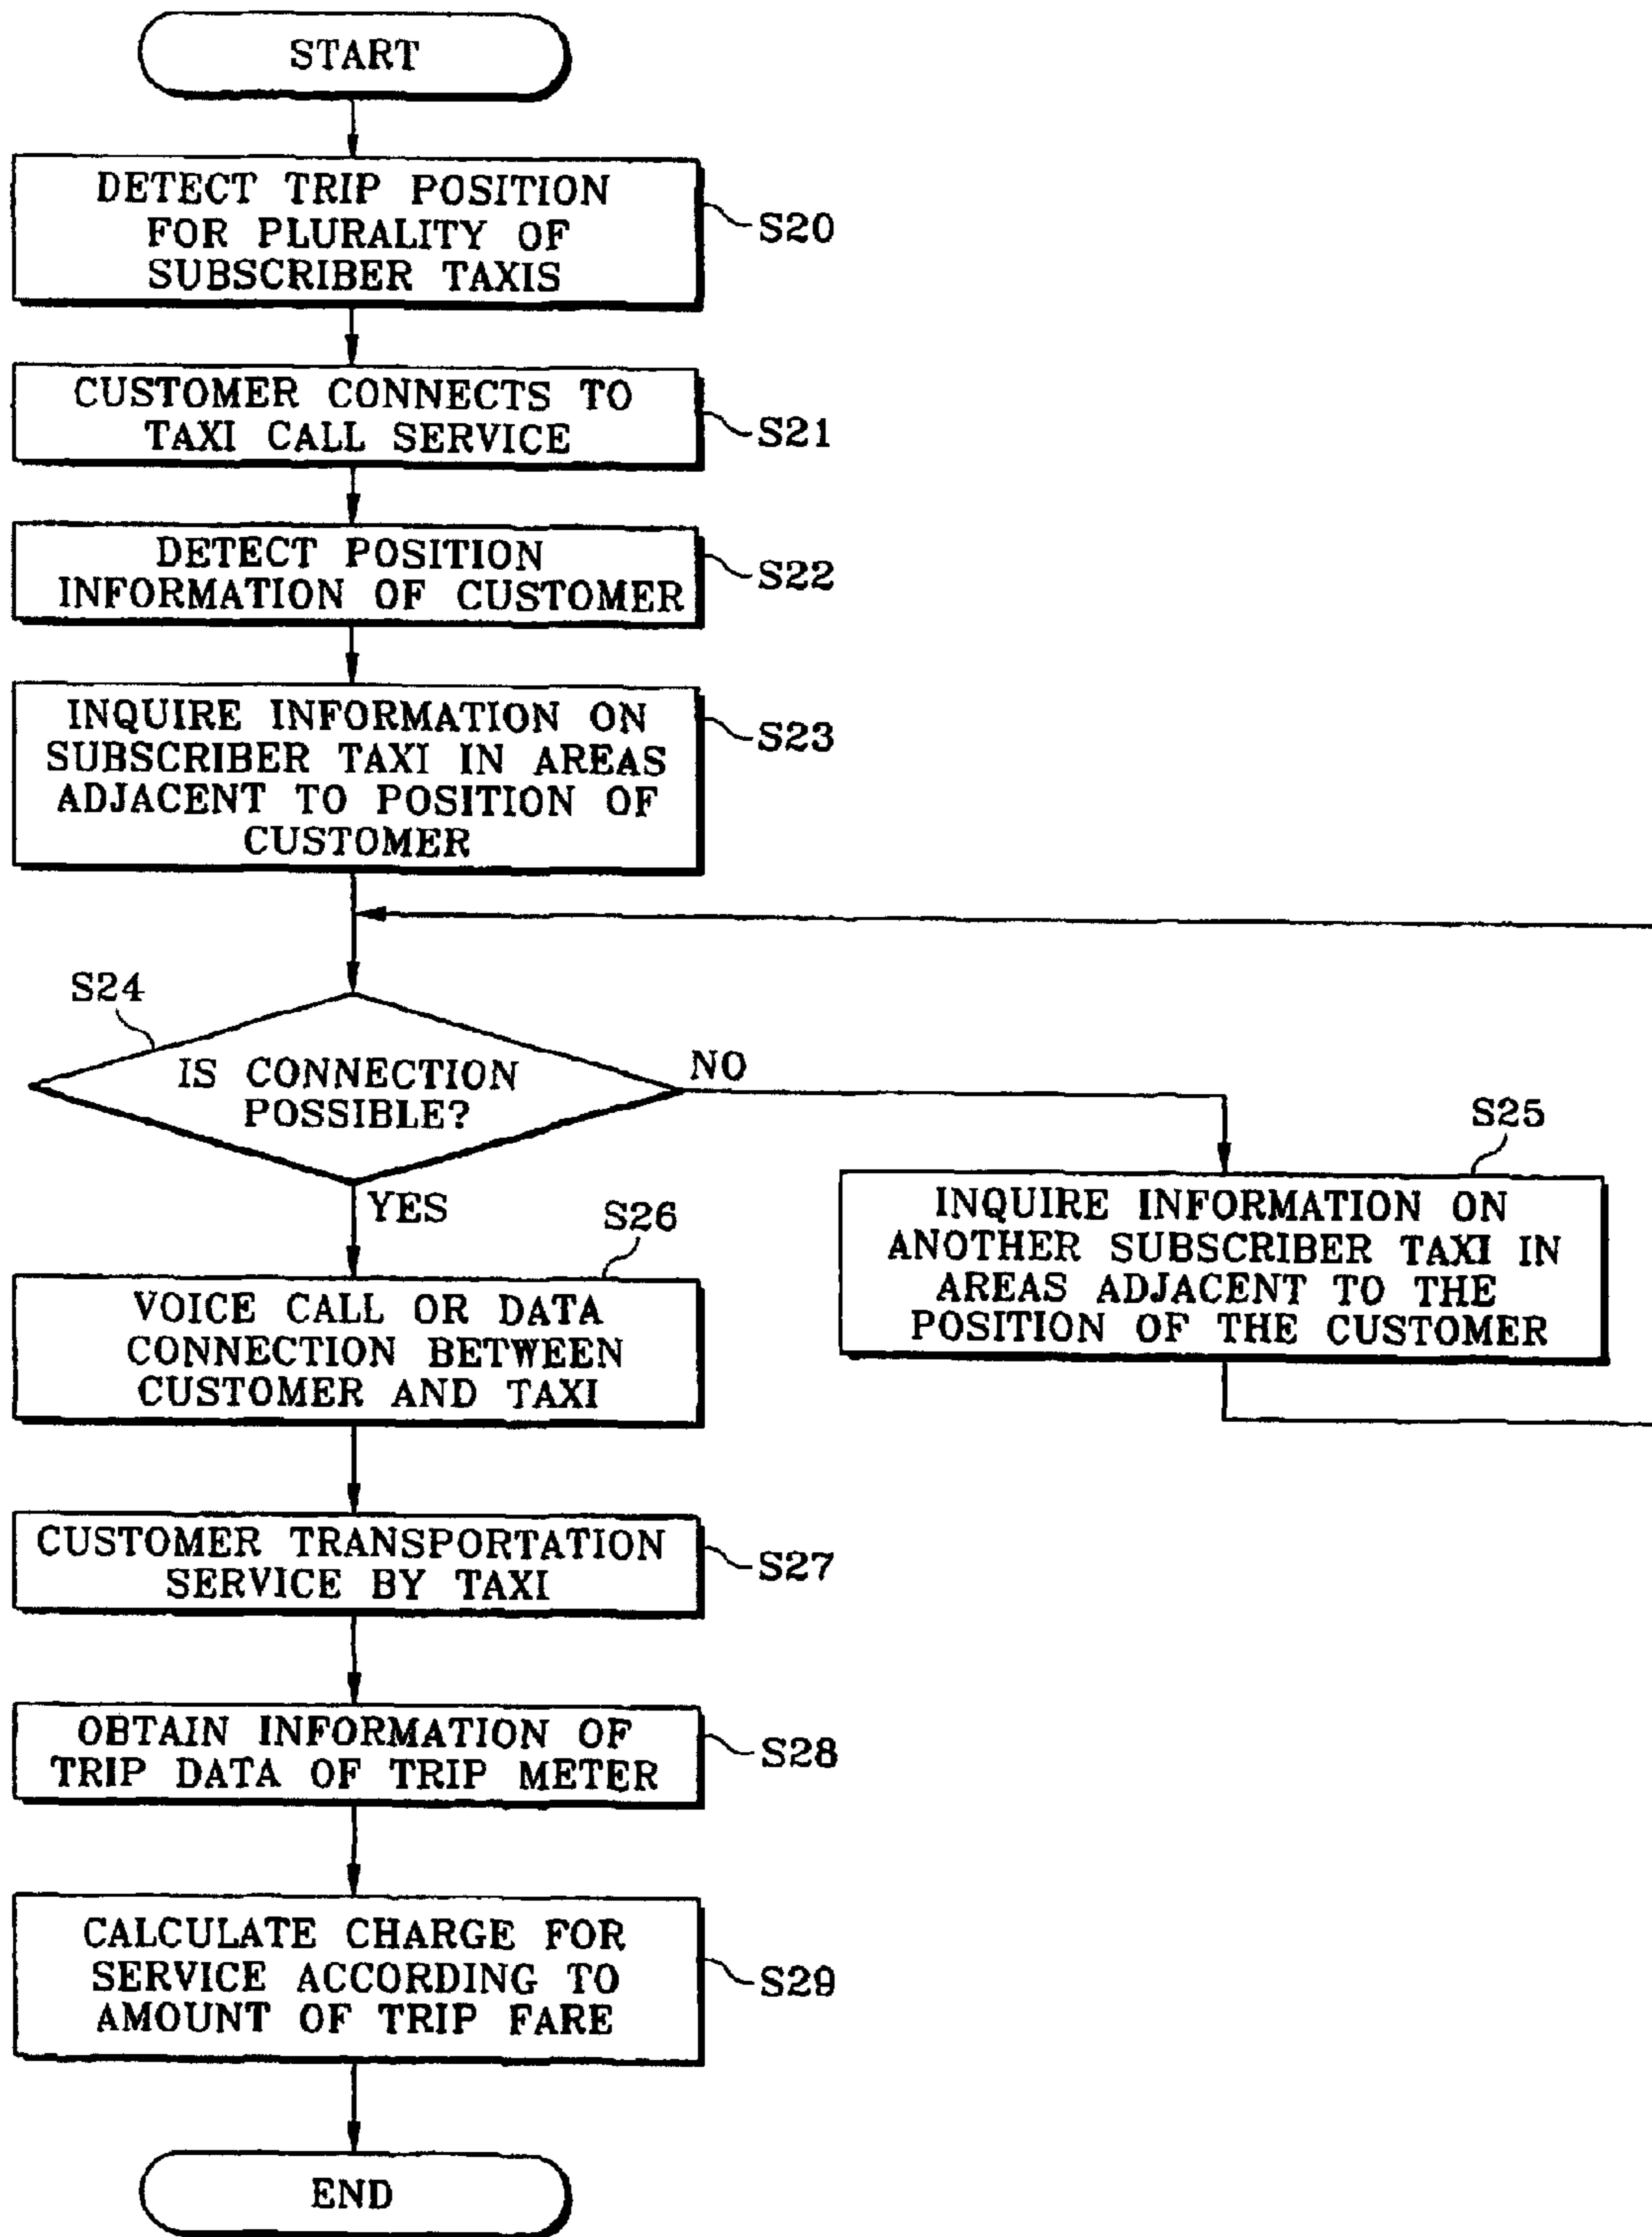 START
DETECT TRIP POSITION
FOR PLURALITY OF
SUBSCRIBER TAXIS
S20
CUSTOMER CONNECTS TO
TAXI CALL SERVICE
S21
DETECT POSITION
INFORMATION OF CUSTOMER
S22
INQUIRE INFORMATION ON
SUBSCRIBER TAXI IN AREAS
ADJACENT TO POSITION OF
CUSTOMER
S23
S24
IS CONNECTION
POSSIBLE?
NO
YES
S25
INQUIRE INFORMATION ON
ANOTHER SUBSCRIBER TAXI IN
AREAS ADJACENT TO THE
POSITION OF THE CUSTOMER
S26
VOICE CALL OR DATA
CONNECTION BETWEEN
CUSTOMER AND TAXI
CUSTOMER TRANSPORTATION
SERVICE BY TAXI
S27
OBTAIN INFORMATION OF
TRIP DATA OF TRIP METER
S28
CALCULATE CHARGE FOR
SERVICE ACCORDING TO
AMOUNT OF TRIP FARE
S29
END